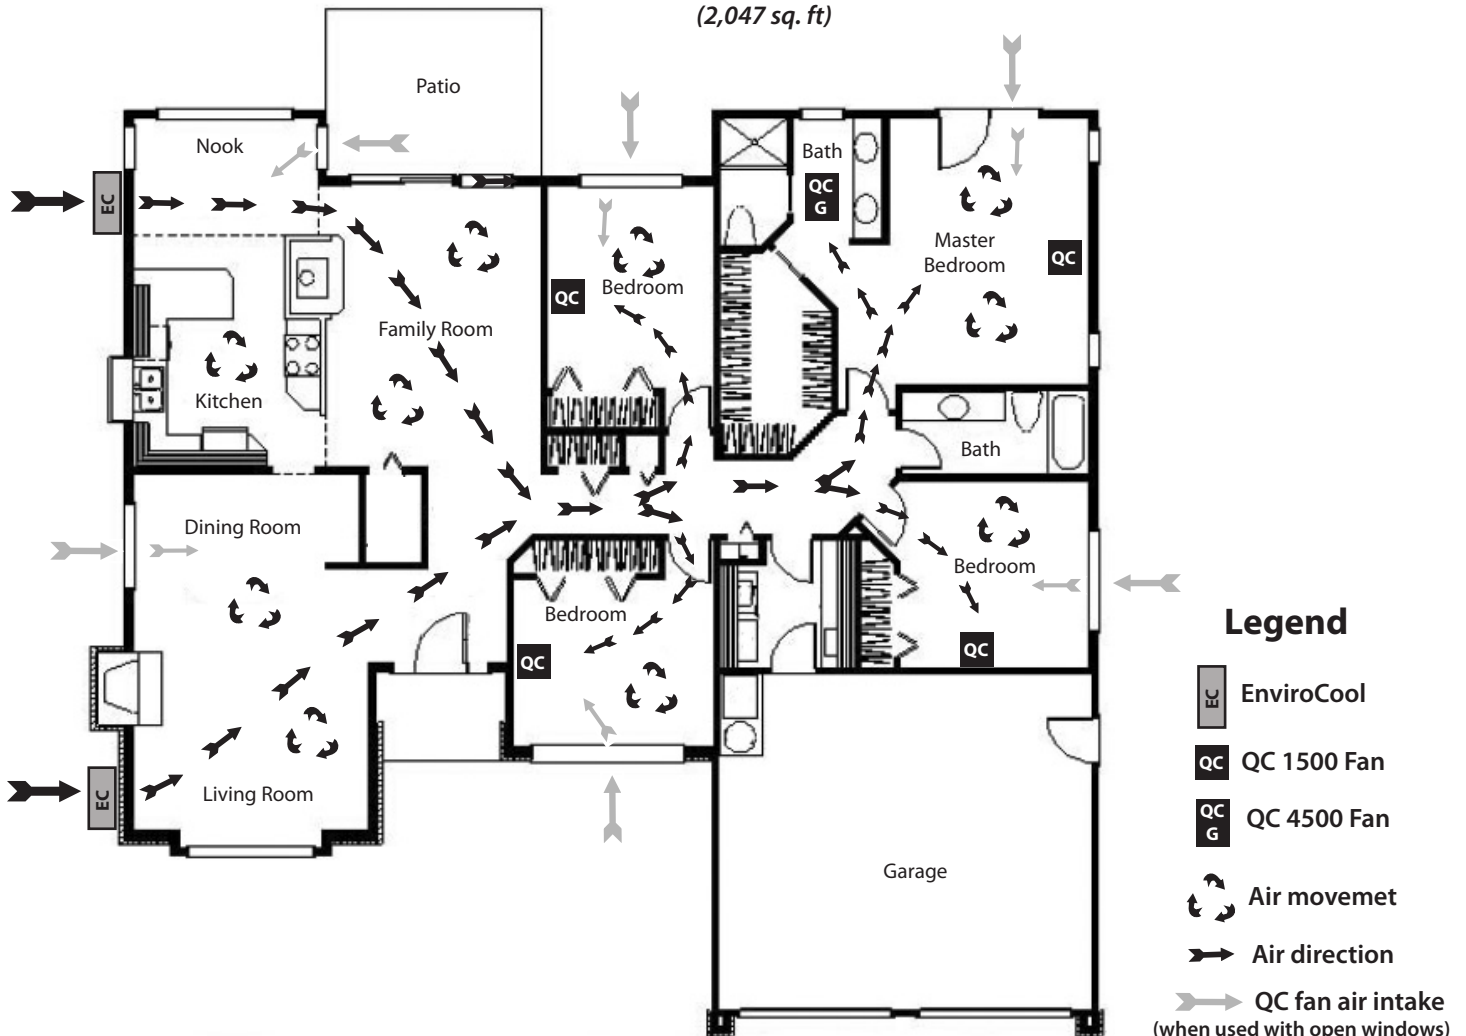 (2,047 sq. ft)
Patio
Nook
Bath
EC
QC
G
Master
Bedroom
QC
Bedroom
QC
Family Room
Kitchen
Bath
Dining Room
Bedroom
Bedroom
QC
QC
Living Room
EC
Garage
Legend
EC
EnviroCool
QC
QC 1500 Fan
QC
G
QC 4500 Fan
Air movemet
Air direction
QC fan air intake
(when used with open windows)